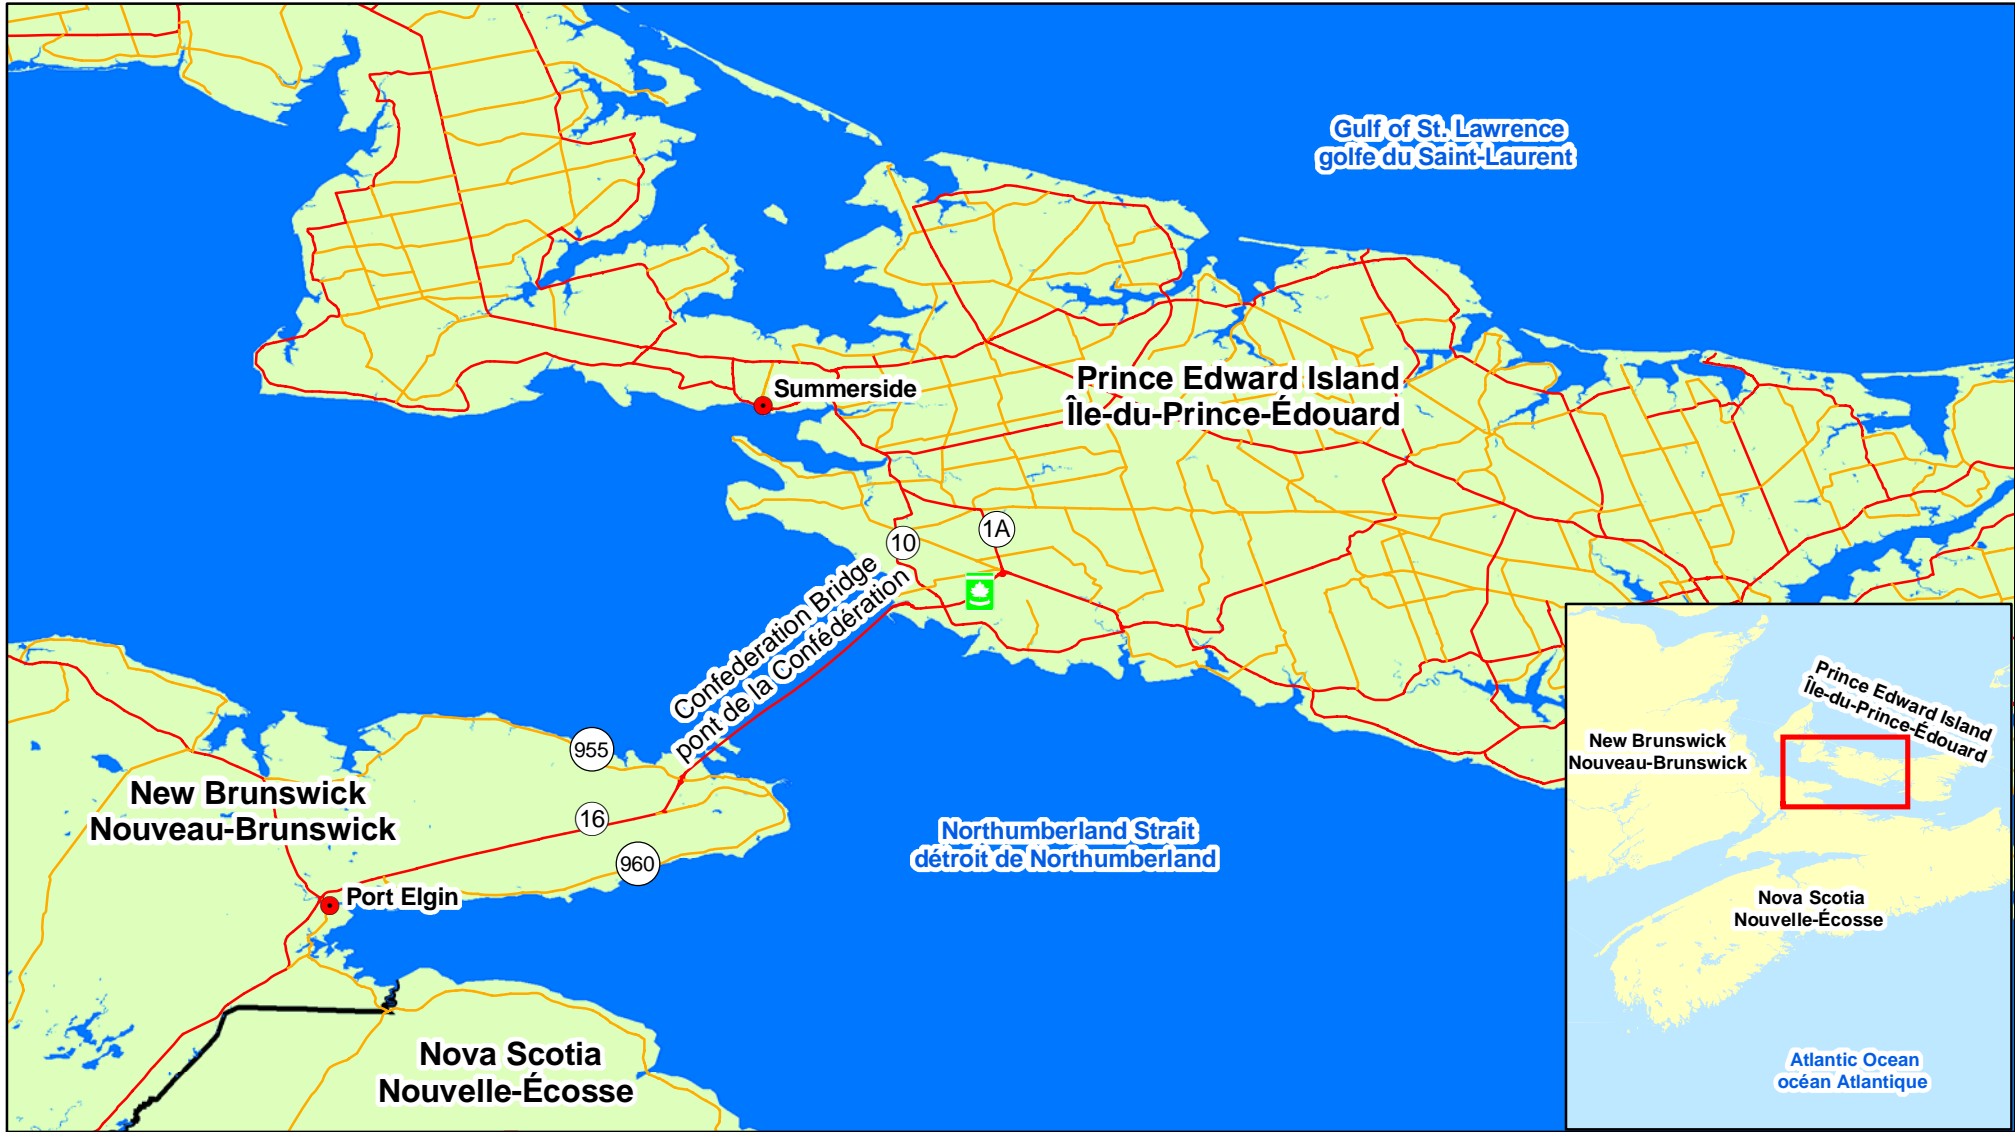 Gulf of St. Lawrence
golfe du Saint-Laurent
Summerside
Prince Edward Island
Île-du-Prince-Édouard
1A
10
Confederation Bridge
pont de la Confédération
955
New Brunswick
Nouveau-Brunswick
16
960
Port Elgin
Northumberland Strait
détroit de Northumberland
Nova Scotia
Nouvelle-Écosse
Prince Edward Island
Île-du-Prince-Édouard
New Brunswick
Nouveau-Brunswick
Nova Scotia
Nouvelle-Écosse
Atlantic Ocean
océan Atlantique